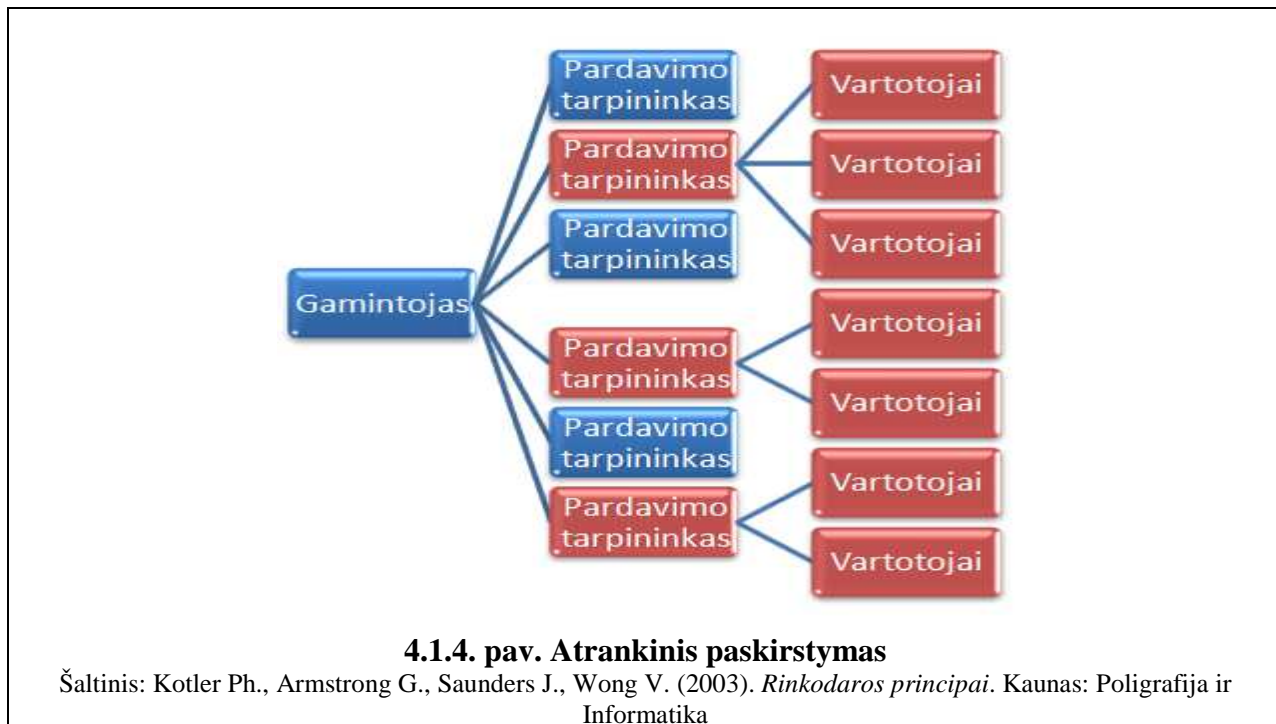 Gamintojas
Pardavimo
tarpininkas
Pardavimo
tarpininkas
Pardavimo
tarpininkas
Pardavimo
tarpininkas
Pardavimo
tarpininkas
Pardavimo
tarpininkas
Vartotojai
Vartotojai
Vartotojai
Vartotojai
Vartotojai
Vartotojai
Vartotojai
4.1.4. pav. Atrankinis paskirstymas
Šaltinis: Kotler Ph., Armstrong G., Saunders J., Wong V. (2003). Rinkodaros principai. Kaunas: Poligrafija ir
Informatika